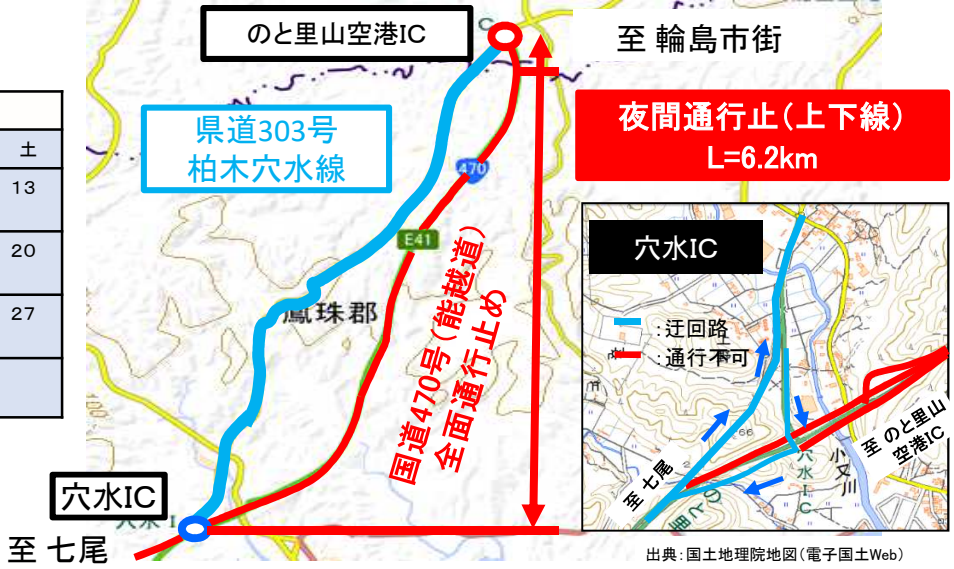 のと里山空港IC
C
至 輪島市街
土
13
20
27
県道303号
柏木穴水線
夜間通行止(上下線)
L=6.2km
470
E41
鳳珠郡
国道470号(能越道)
全面通行止め
穴水IC
穴水I
至 七尾
穴水IC
:迂回路
:通行不可
66
至 七尾
穴水IC
小又川
至 のと里山
空港IC
出典:国土地理院地図(電子国土Web)